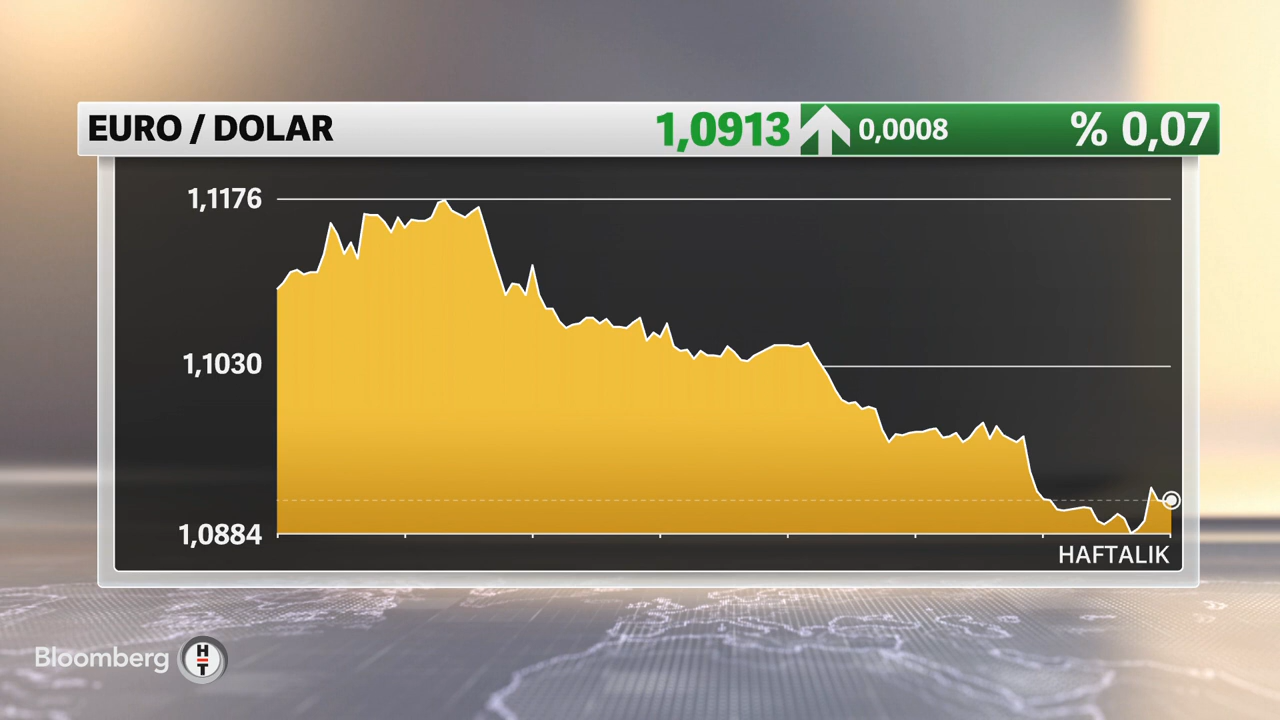 EURO / DOLAR 1,0913 0,0008 % 0,07
1,1176
1,1030
1,0884
HAFTALIK
Bloomberg HT